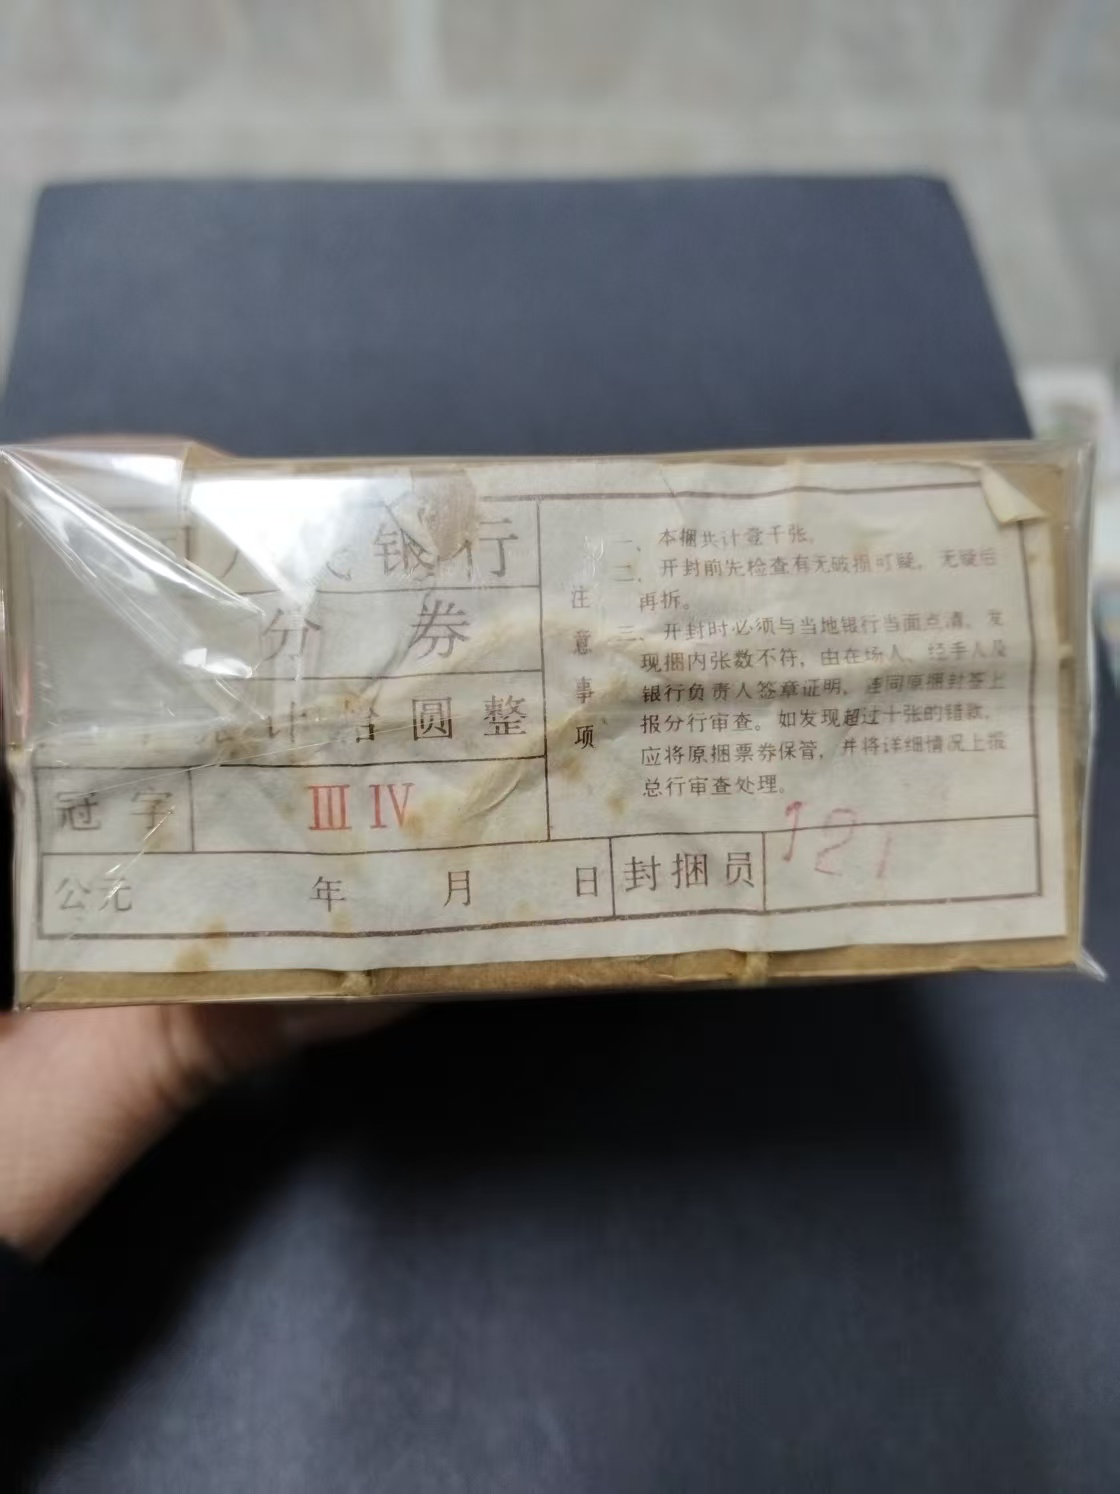 人民银行
分 券
计拾圆整
冠字
III IV
公元 年 月 日
注意事项
一、本捆共计壹千张。
二、开封前先检查有无破损可疑，无疑后
再拆。
三、开封时必须与当地银行当面点清。发
现捆内张数不符，由在场人、经手人及
银行负责人签章证明，连同原捆封签上
报分行审查。如发现超过十张的错款，
应将原捆票券保管，并将详细情况上报
总行审查处理。
封捆员
121